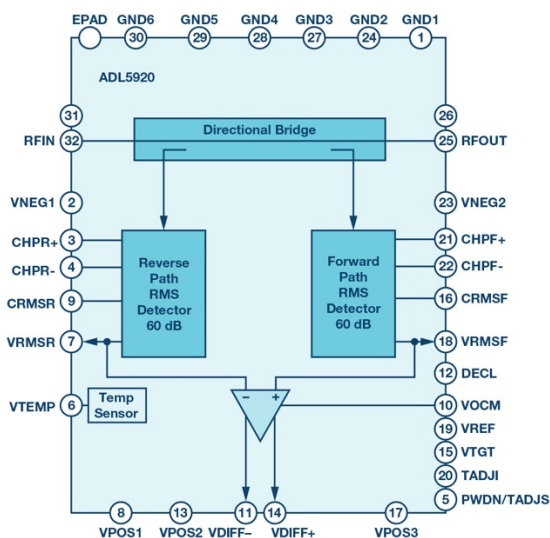 EPAD GND6 GND5 GND4 GND3 GND2 GND1
30 29 28 27 24 1
ADL5920
31 26
Directional Bridge
RFIN 32 25 RFOUT
VNEG1 2 23 VNEG2
CHPR+ 3 21 CHPF+
CHPR- 4 22 CHPF-
CRMSR 9 16 CRMSF
Reverse
Path
RMS
Detector
60 dB
Forward
Path
RMS
Detector
60 dB
VRMSR 7 18 VRMSF
12 DECL
– +
VTEMP 6 10 VOCM
Temp
Sensor
19 VREF
15 VTGT
20 TADJI
5 PWDN/TADJS
8 13 11 14 17
VPOS1 VPOS2 VDIFF– VDIFF+ VPOS3